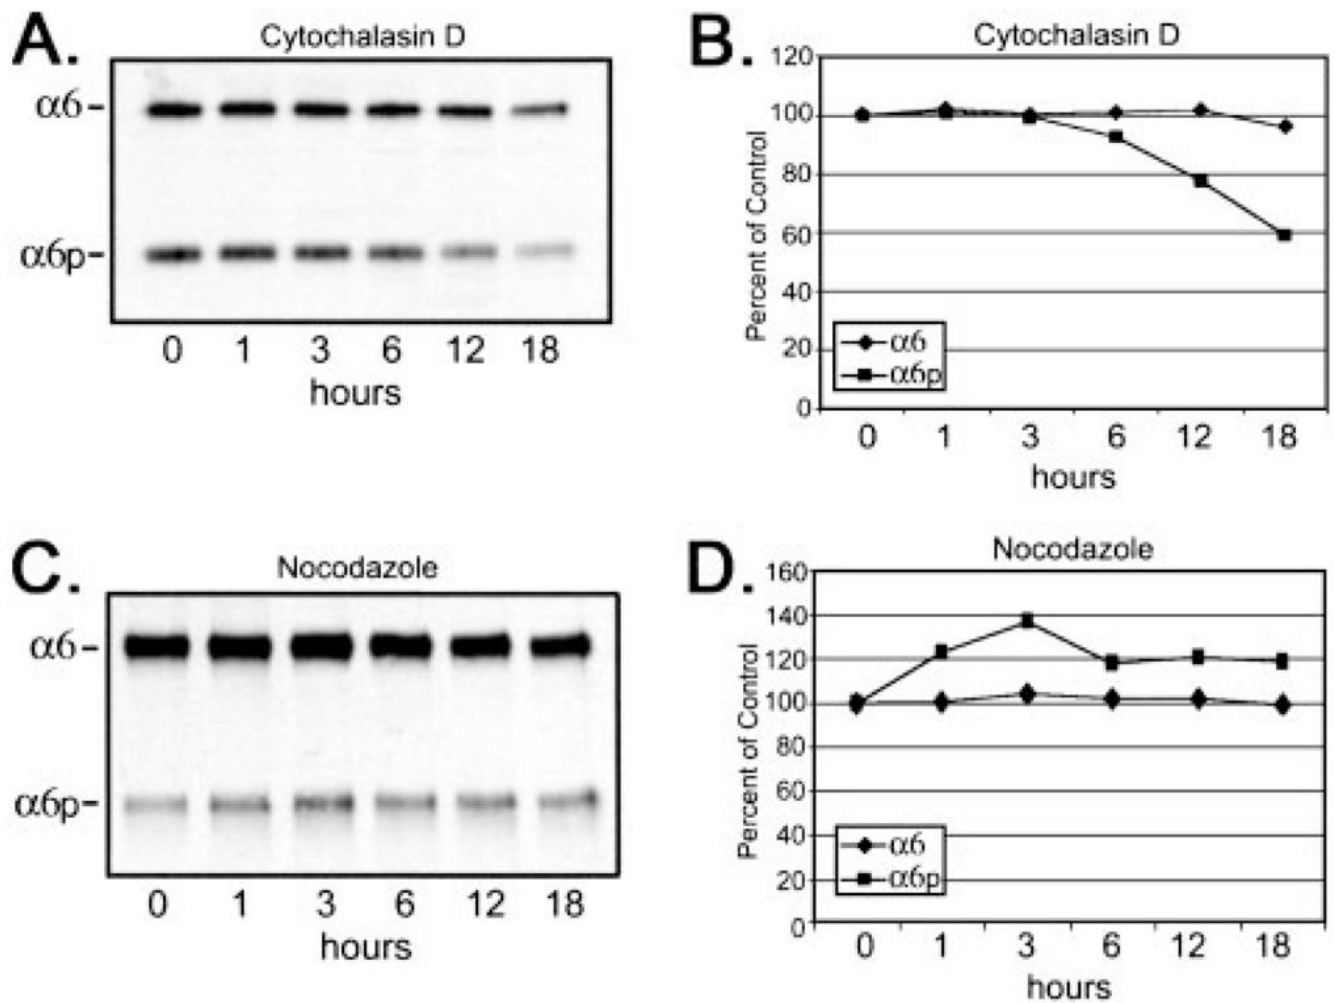 A.
Cytochalasin D
α6-
α6p-
0 1 3 6 12 18
hours
B.
Cytochalasin D
Percent of Control
120
100
80
60
40
20
0
α6
α6p
0 1 3 6 12 18
hours
C.
Nocodazole
α6-
α6p-
0 1 3 6 12 18
hours
D.
Nocodazole
Percent of Control
160
140
120
100
80
60
40
20
0
α6
α6p
0 1 3 6 12 18
hours